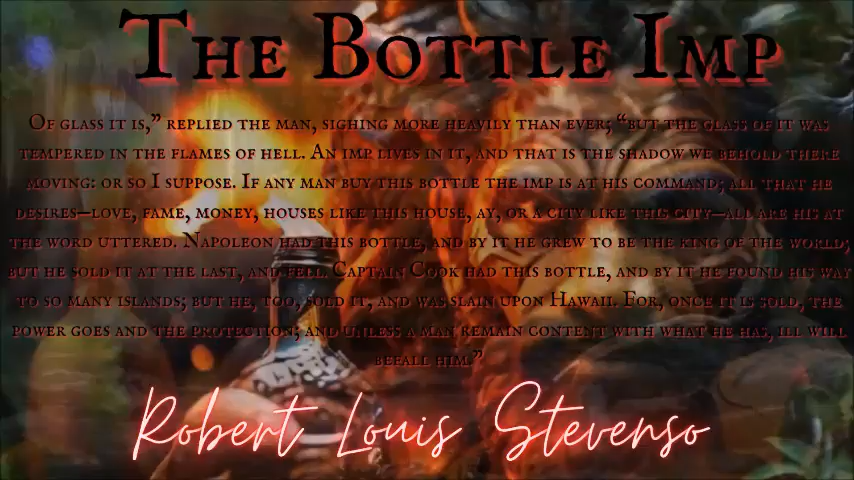 The Bottle Imp
Of glass it is,” replied the man, sighing more heavily than ever; “but the glass of it was
tempered in the flames of hell. An imp lives in it, and that is the shadow we behold there
moving: or so I suppose. If any man buy this bottle the imp is at his command; all that he
desires—love, fame, money, houses like this house, ay, or a city like this city—all are his at
the word uttered. Napoleon had this bottle, and by it he grew to be the king of the world;
but he sold it at the last, and fell. Captain Cook had this bottle, and by it he found his way
to so many islands; but he, too, sold it, and was slain upon Hawaii. For, once it is sold, the
power goes and the protection; and unless a man remain content with what he has, ill will
befall him.”
Robert Louis Stevenso